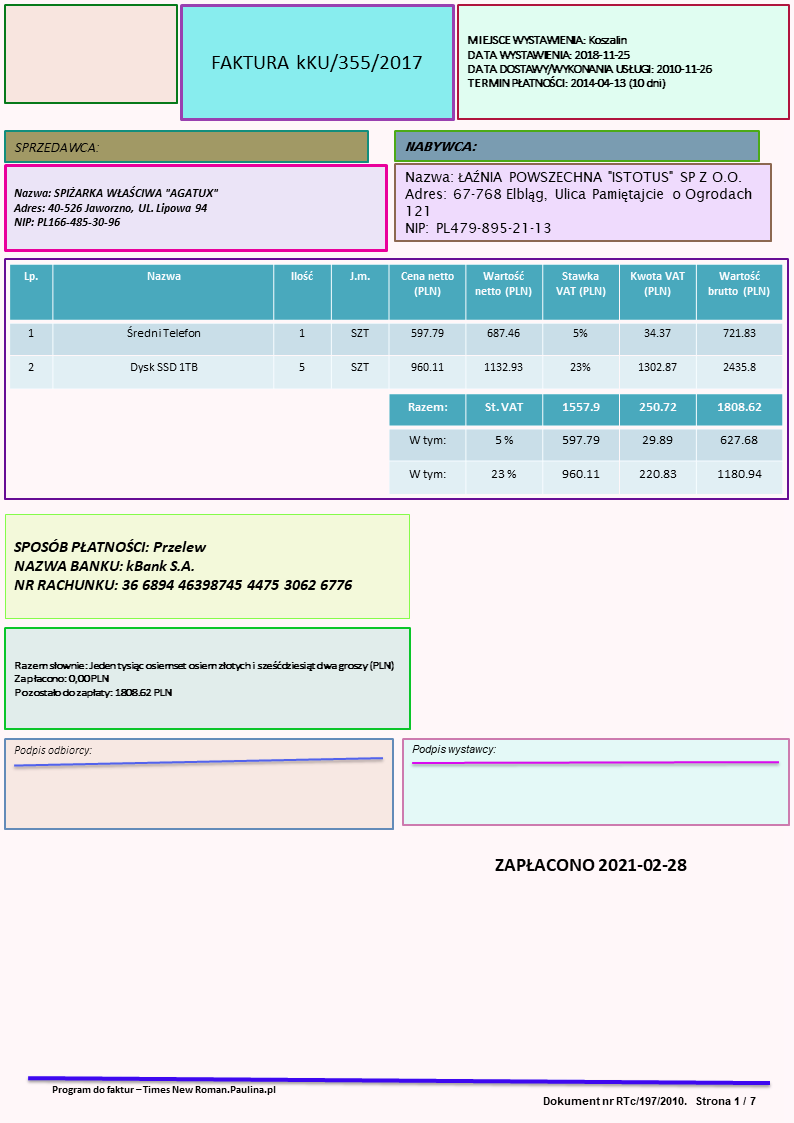 FAKTURA kKU/355/2017
MIEJSCE WYSTAWIENIA: Koszalin
DATA WYSTAWIENIA: 2018-11-25
DATA DOSTAWY/WYKONANIA USŁUGI: 2010-11-26
TERMIN PŁATNOŚCI: 2014-04-13 (10 dni)
SPRZEDAWCA:
Nazwa: SPIŻARKA WŁAŚCIWA "AGATUX"
Adres: 40-526 Jaworzno, UL. Lipowa 94
NIP: PL166-485-30-96
NABYWCA:
Nazwa: ŁAŹNIA POWSZECHNA "ISTOTUS" SP Z O.O.
Adres: 67-768 Elbląg, Ulica Pamiętajcie o Ogrodach
121
NIP: PL479-895-21-13
Lp. Nazwa Ilość J.m. Cena netto (PLN) Wartość netto (PLN) Stawka VAT (PLN) Kwota VAT (PLN) Wartość brutto (PLN)
1 Średni Telefon 1 SZT 597.79 687.46 5% 34.37 721.83
2 Dysk SSD 1TB 5 SZT 960.11 1132.93 23% 1302.87 2435.8
Razem: St. VAT 1557.9 250.72 1808.62
W tym: 5 % 597.79 29.89 627.68
W tym: 23 % 960.11 220.83 1180.94
SPOSÓB PŁATNOŚCI: Przelew
NAZWA BANKU: kBank S.A.
NR RACHUNKU: 36 6894 46398745 4475 3062 6776
Razem słownie: Jeden tysiąc osiemset osiem złotych i sześćdziesiąt dwa groszy (PLN)
Zapłacono: 0,00 PLN
Pozostało do zapłaty: 1808.62 PLN
Podpis odbiorcy:
Podpis wystawcy:
ZAPŁACONO 2021-02-28
Program do faktur – Times New Roman.Paulina.pl
Dokument nr RTc/197/2010. Strona 1 / 7